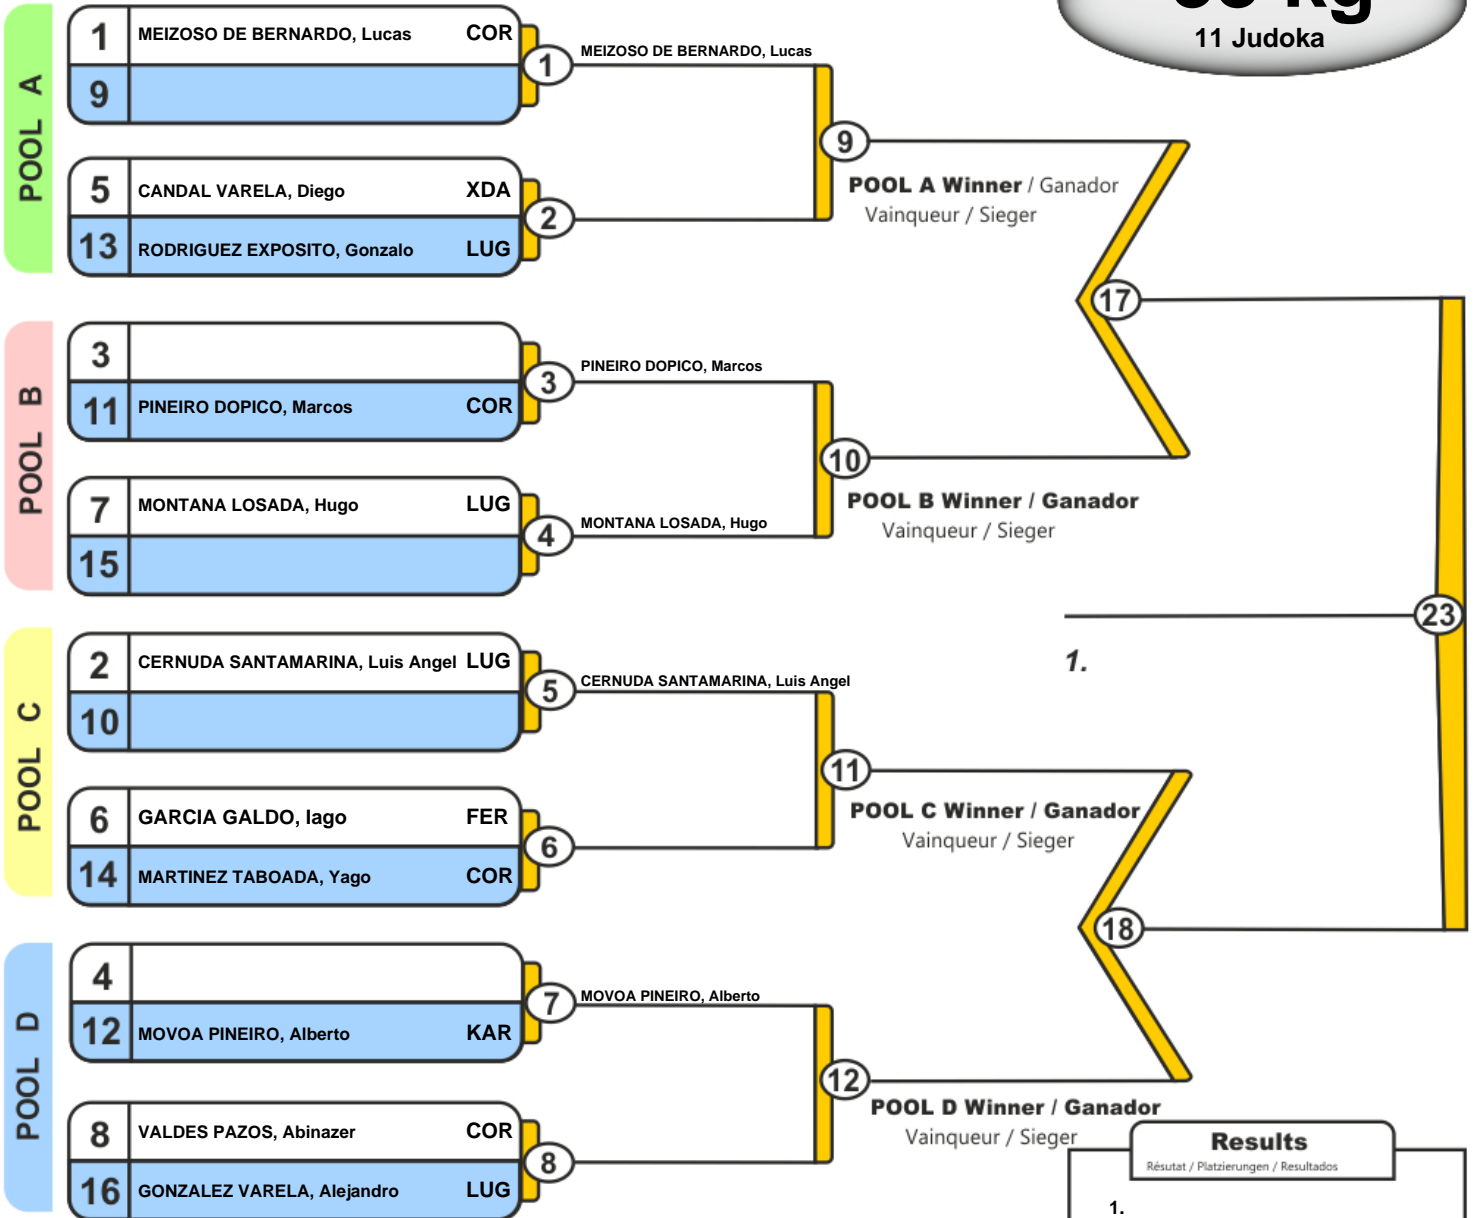 11 Judoka
POOL A
1 MEIZOSO DE BERNARDO, Lucas COR
9
1
MEIZOSO DE BERNARDO, Lucas
5 CANDAL VARELA, Diego XDA
13 RODRIGUEZ EXPOSITO, Gonzalo LUG
2
9
POOL A Winner / Ganador
Vainqueur / Sieger
17
POOL B
3
11 PINEIRO DOPICO, Marcos COR
3
PINEIRO DOPICO, Marcos
7 MONTANA LOSADA, Hugo LUG
15
4
MONTANA LOSADA, Hugo
10
POOL B Winner / Ganador
Vainqueur / Sieger
23
1.
POOL C
2 CERNUDA SANTAMARINA, Luis Angel LUG
10
5
CERNUDA SANTAMARINA, Luis Angel
6 GARCIA GALDO, Iago FER
14 MARTINEZ TABOADA, Yago COR
6
11
POOL C Winner / Ganador
Vainqueur / Sieger
18
POOL D
4
12 MOVOA PINEIRO, Alberto KAR
7
MOVOA PINEIRO, Alberto
8 VALDES PAZOS, Abinazer COR
16 GONZALEZ VARELA, Alejandro LUG
8
12
POOL D Winner / Ganador
Vainqueur / Sieger
Results
Résutat / Platzierungen / Resultados
1.